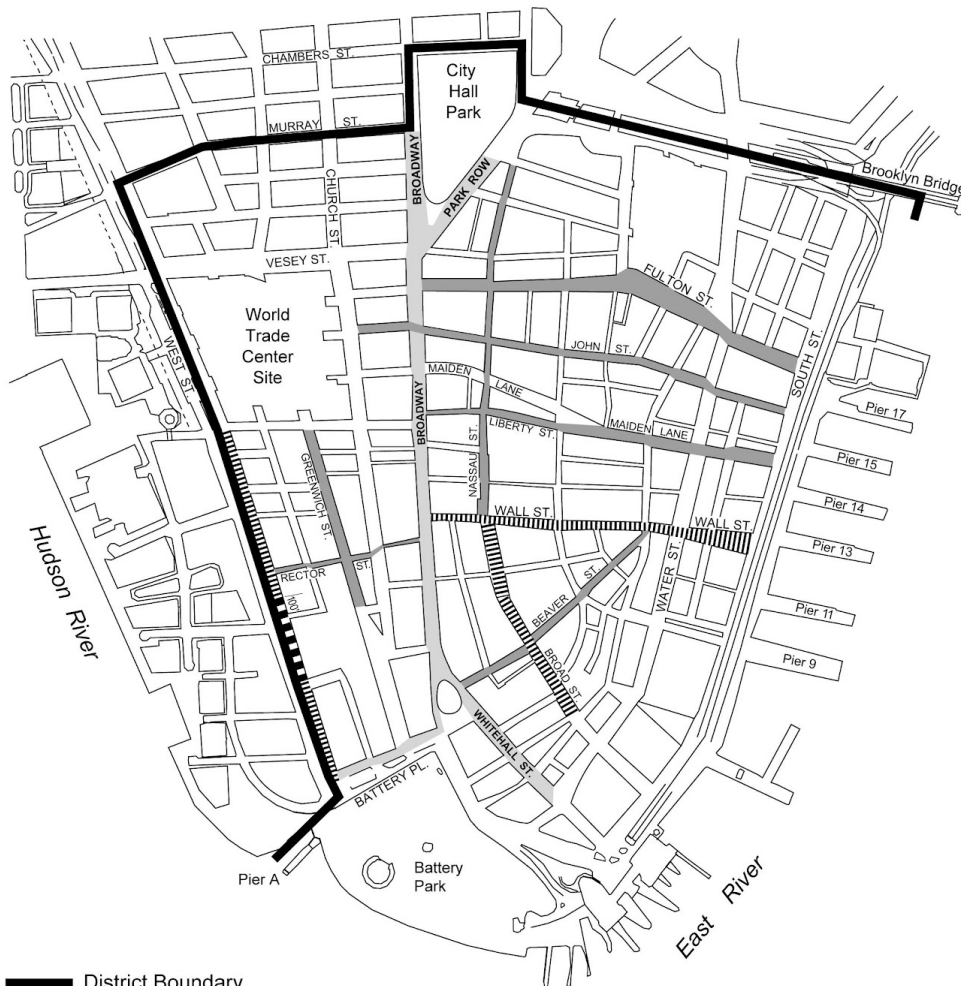 CHAMBERS ST.
City
Hall
Park
MURRAY ST.
BROADWAY
PARK ROW
CHURCH ST.
Brooklyn Bridge
VESEY ST.
FULTON ST.
World
Trade
Center
Site
WEST ST.
JOHN ST.
SOUTH ST.
MAIDEN
LANE
BROADWAY
Pier 17
LIBERTY ST.
MAIDEN LANE
NASSAU ST.
GREENWICH ST.
Pier 15
Pier 14
WALL ST.
WALL ST.
Pier 13
Hudson River
RECTOR ST.
100'
BEAVER ST.
WATER ST.
Pier 11
BROAD ST.
Pier 9
WHITEHALL ST.
BATTERY PL.
Pier A
Battery
Park
East River
District Boundary